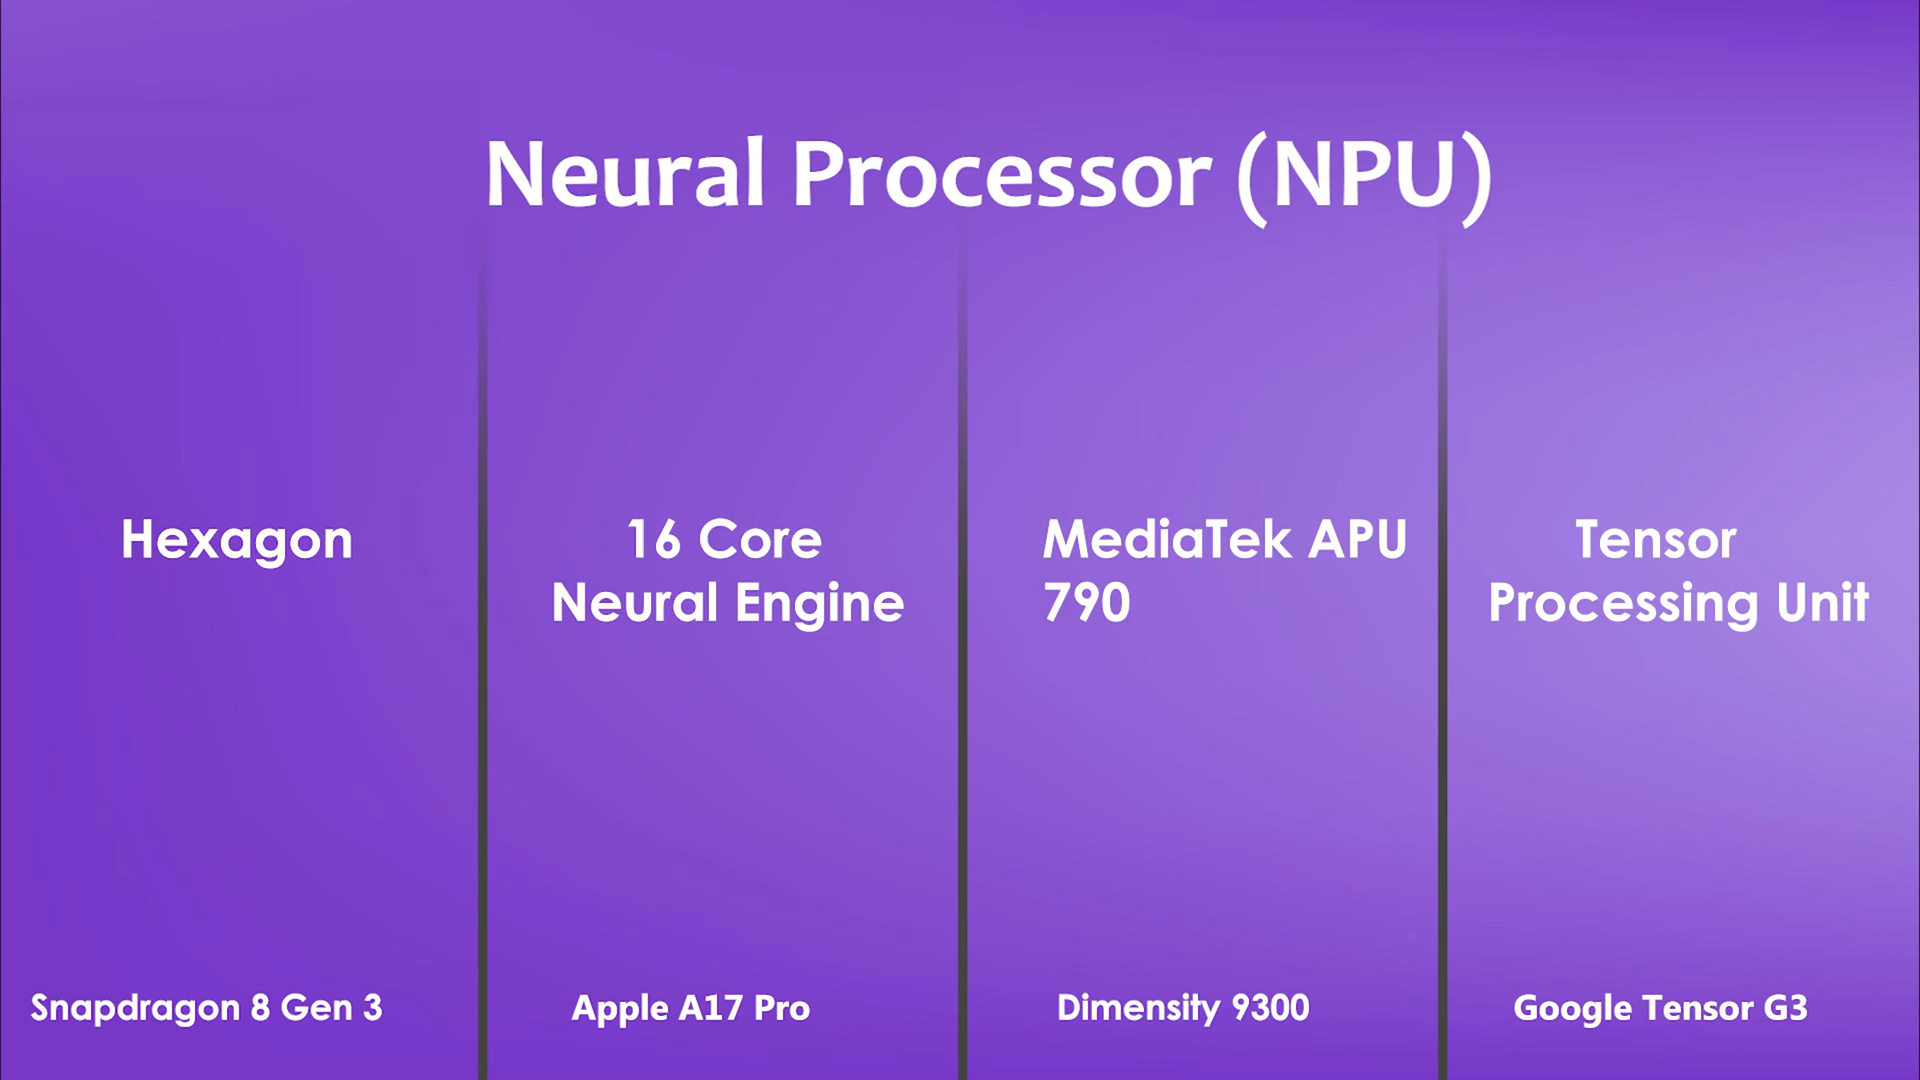 Neural Processor (NPU)
Hexagon
16 Core
Neural Engine
MediaTek APU
790
Tensor
Processing Unit
Snapdragon 8 Gen 3
Apple A17 Pro
Dimensity 9300
Google Tensor G3